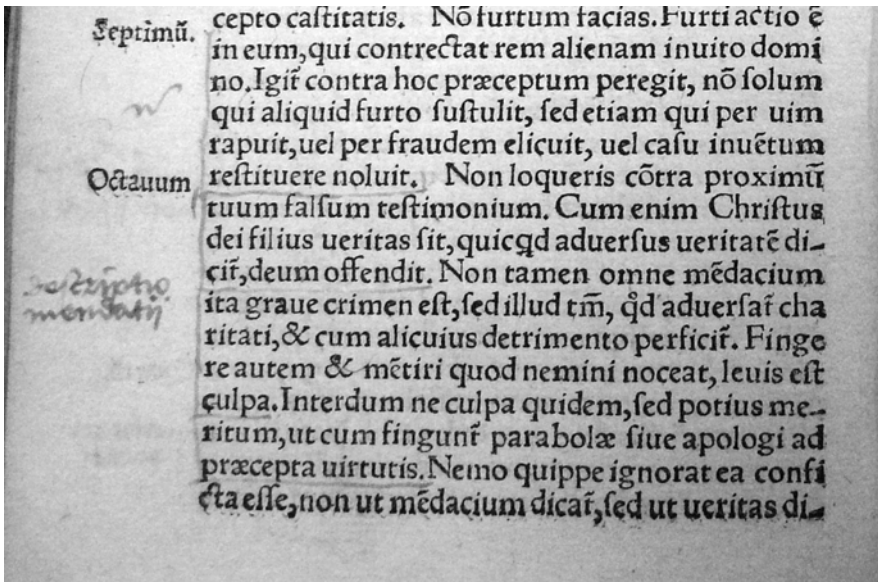 Septimũ.
cepto caſtitatis. Nõ furtum facias. Furti actio ẽ
in eum, qui contrectat rem alienam inuito domi
no. Igit̃ contra hoc præceptum peregit, nõ ſolum
qui aliquid furto ſuſtulit, ſed etiam qui per uim
rapuit, uel per fraudem elicuit, uel caſu inuẽtum
Octauum
reſtituere noluit. Non loqueris cõtra proximũ
tuum falſum teſtimonium. Cum enim Chriſtus
dei filius ueritas ſit, quicꝗd aduerſus ueritatẽ di-
cit̃, deum offendit. Non tamen omne mẽdacium
Descriptio
mendatij
ita graue crimen eſt, ſed illud tm̃, q̊d aduerſat̃ cha
ritati, & cum alicuius detrimento perficit̃. Finge
re autem & mẽtiri quod nemini noceat, leuis eſt
culpa. Interdum ne culpa quidem, ſed potius me-
ritum, ut cum fingunt̃ parabolæ ſiue apologi ad
præcepta uirtutis. Nemo quippe ignorat ea confi
cta eſſe, non ut mẽdacium dicat̃, ſed ut ueritas di-